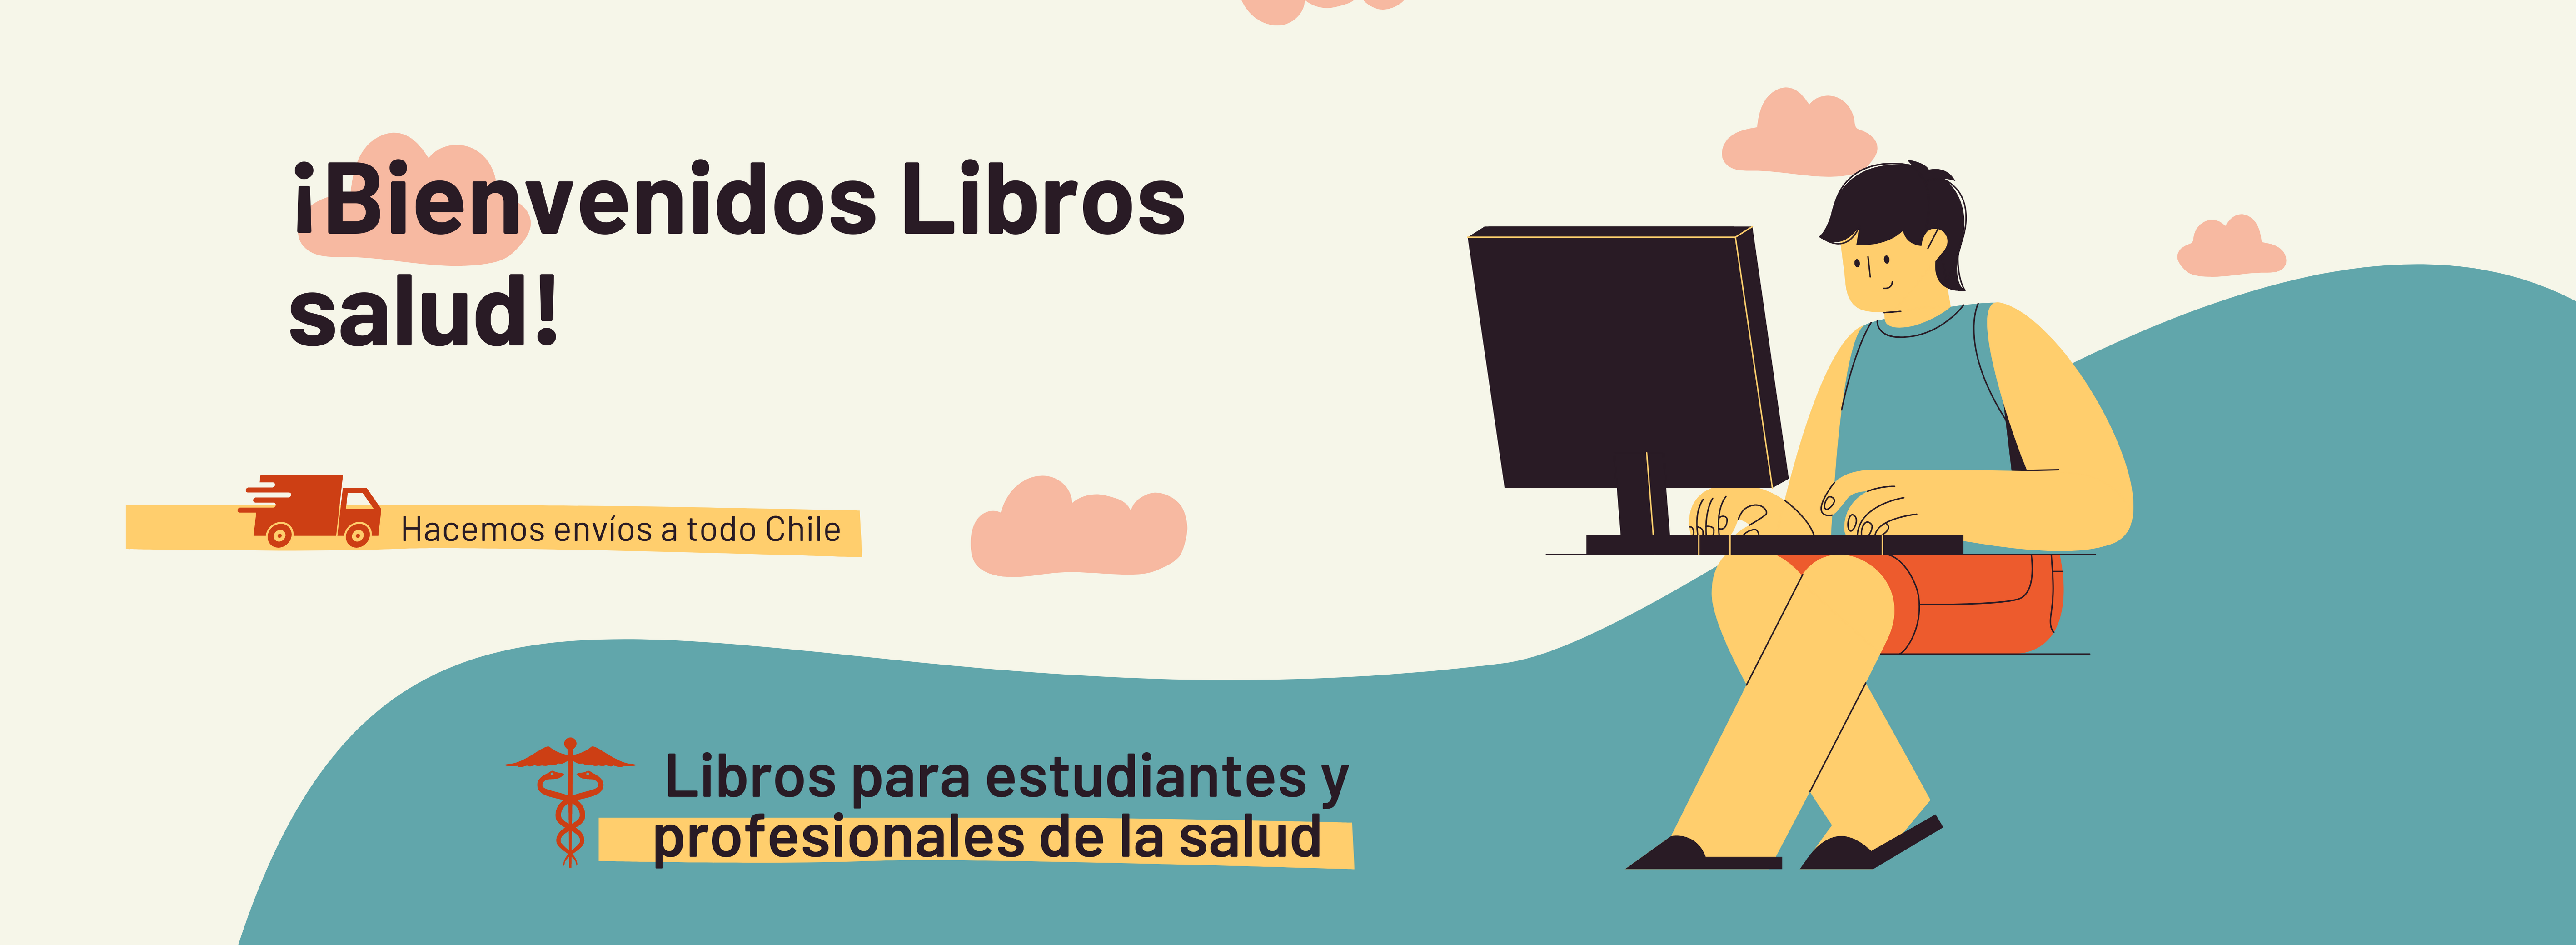 ¡Bienvenidos Libros
salud!
Hacemos envíos a todo Chile
Libros para estudiantes y
profesionales de la salud